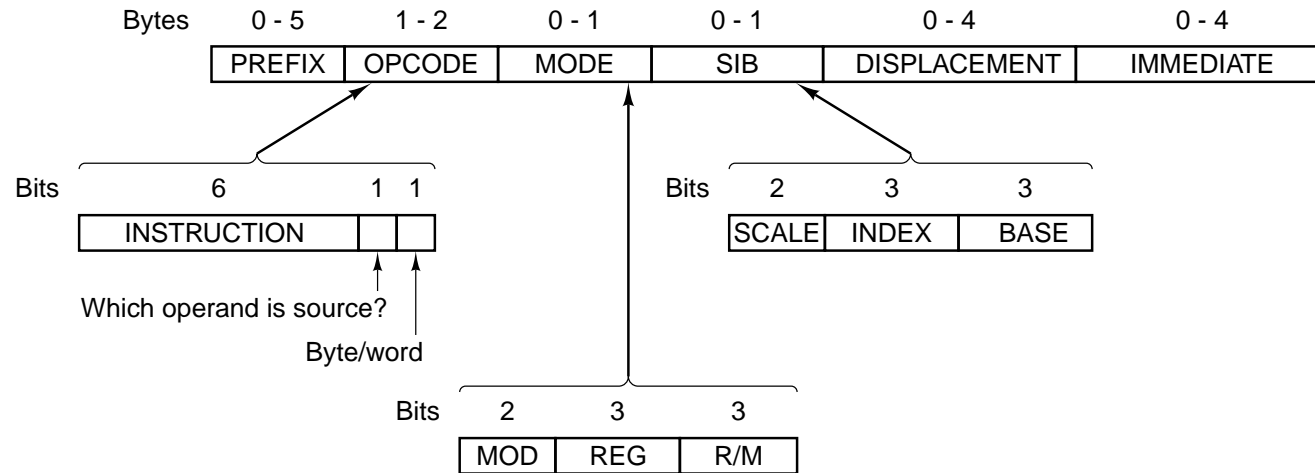 Bytes 0 - 5 1 - 2 0 - 1 0 - 1 0 - 4 0 - 4
PREFIX OPCODE MODE SIB DISPLACEMENT IMMEDIATE
Bits 6 1 1
INSTRUCTION
Which operand is source?
Byte/word
Bits 2 3 3
SCALE INDEX BASE
Bits 2 3 3
MOD REG R/M